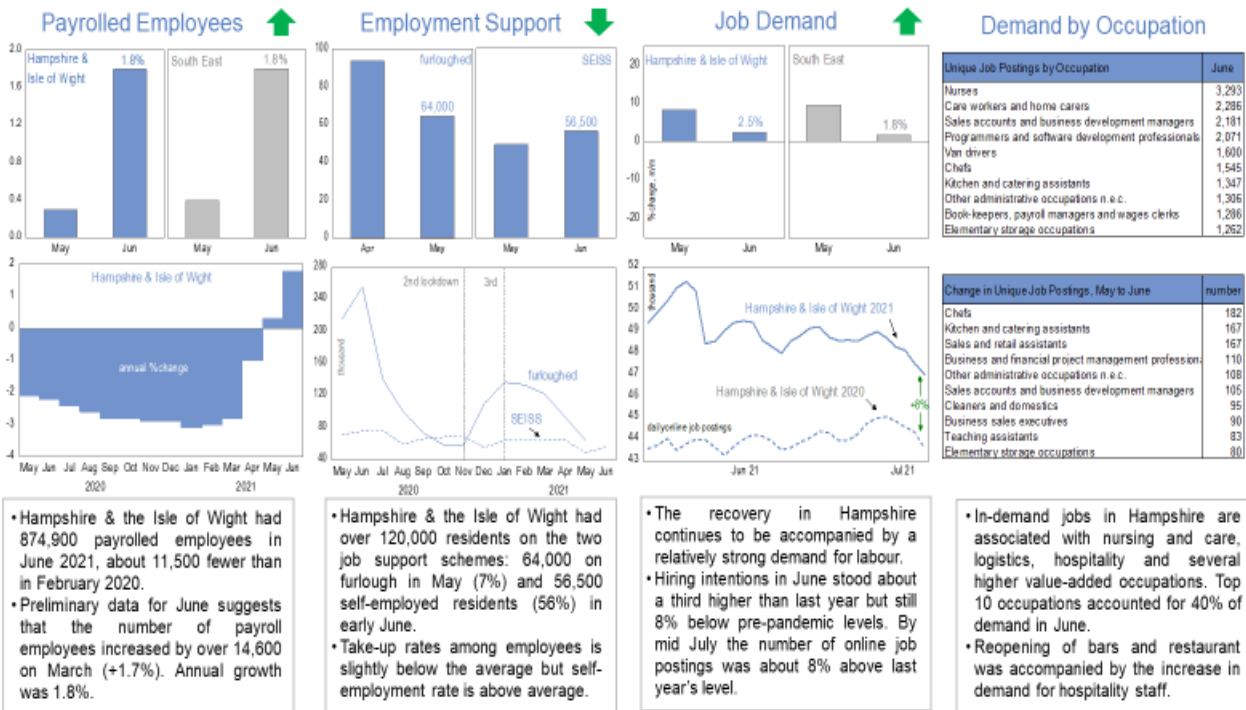 Payrolled Employees
Employment Support
Job Demand
Demand by Occupation
2.0
1.6
1.2
0.8
0.4
0.0
Hampshire &
Isle of Wight
1.8%
South East
1.8%
May
Jun
May
Jun
100
80
60
40
20
0
furloughed
64,000
SEISS
56,500
Apr
May
May
Jun
20
10
0
-10
-20
% change, m/m
Hampshire & Isle of Wight
2.5%
South East
1.8%
May
Jun
May
Jun
Unique Job Postings by Occupation June
Nurses 3,293
Care workers and home carers 2,286
Sales accounts and business development managers 2,181
Programmers and software development professionals 2,071
Van drivers 1,600
Chefs 1,545
Kitchen and catering assistants 1,347
Other administrative occupations n.e.c. 1,306
Book-keepers, payroll managers and wages clerks 1,286
Elementary storage occupations 1,262
2
1
0
-1
-2
-3
-4
Hampshire & Isle of Wight
annual % change
May Jun Jul Aug Sep Oct Nov Dec Jan Feb Mar Apr May Jun
2020 2021
280
240
200
160
120
80
40
thousand
2nd lockdown
3rd
furloughed
SEISS
May Jun Jul Aug Sep Oct Nov Dec Jan Feb Mar Apr May Jun
2020 2021
52
51
50
49
48
47
46
45
44
43
thousand
Hampshire & Isle of Wight 2021
Hampshire & Isle of Wight 2020
+8%
daily online job postings
Jun 21
Jul 21
Change in Unique Job Postings, May to June number
Chefs 182
Kitchen and catering assistants 167
Sales and retail assistants 167
Business and financial project management profession 110
Other administrative occupations n.e.c. 108
Sales accounts and business development managers 105
Cleaners and domestics 95
Business sales executives 90
Teaching assistants 83
Elementary storage occupations 80
• Hampshire & the Isle of Wight had
874,900 payrolled employees in
June 2021, about 11,500 fewer than
in February 2020.
• Preliminary data for June suggests
that the number of payroll
employees increased by over 14,600
on March (+1.7%). Annual growth
was 1.8%.
• Hampshire & the Isle of Wight had
over 120,000 residents on the two
job support schemes: 64,000 on
furlough in May (7%) and 56,500
self-employed residents (56%) in
early June.
• Take-up rates among employees is
slightly below the average but self-
employment rate is above average.
• The recovery in Hampshire
continues to be accompanied by a
relatively strong demand for labour.
• Hiring intentions in June stood about
a third higher than last year but still
8% below pre-pandemic levels. By
mid July the number of online job
postings was about 8% above last
year's level.
• In-demand jobs in Hampshire are
associated with nursing and care,
logistics, hospitality and several
higher value-added occupations. Top
10 occupations accounted for 40% of
demand in June.
• Reopening of bars and restaurant
was accompanied by the increase in
demand for hospitality staff.